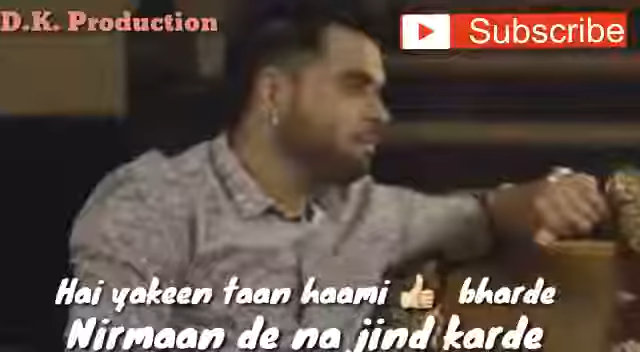 D.K. Production
Subscribe
Hai yakeen taan haami 👍🏻 bharde
Nirmaan de na jind karde